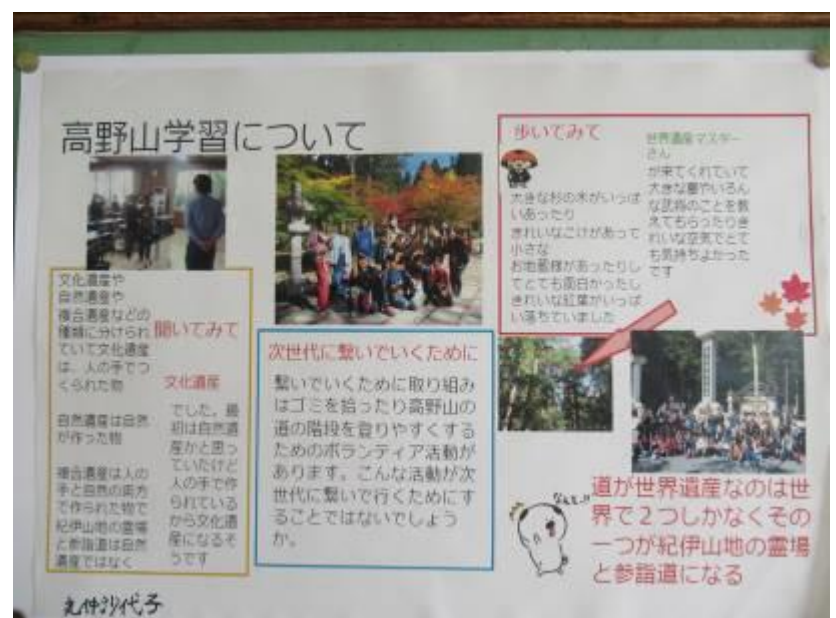 高野山学習について
文化遺産や
自然遺産や
複合遺産などの
種類に分けられ
ていて文化遺産
は、人の手でつ
くられた物
自然遺産は自然
が作った物
複合遺産は人の
手と自然の両方
で作られた物で
紀伊山地の霊場
と参詣道は自然
遺産ではなく
聞いてみて
文化遺産
でした。最
初は自然遺
産かと思っ
ていたけど
人の手で作
られている
から文化遺
産になるそ
うです
次世代に繋いでいくために
繋いでいくために取り組み
はゴミを拾ったり高野山の
道の階段を登りやすくする
ためのボランティア活動が
あります。こんな活動が次
世代に繋いで行くためにす
ることではないでしょう
か。
歩いてみて
大きな杉の木がいっぱ
いあったり
きれいなこけがあって
小さな
お地蔵様があったりし
てとても面白かったし
きれいな紅葉がいっぱ
い落ちていました
世界遺産マスター
さん
が来てくれていて
大きな墓やいろん
な武将のことを教
えてもらったりき
れいな空気でとて
も気持ちよかった
です
なんと!!
道が世界遺産なのは世
界で2つしかなくその
一つが紀伊山地の霊場
と参詣道になる